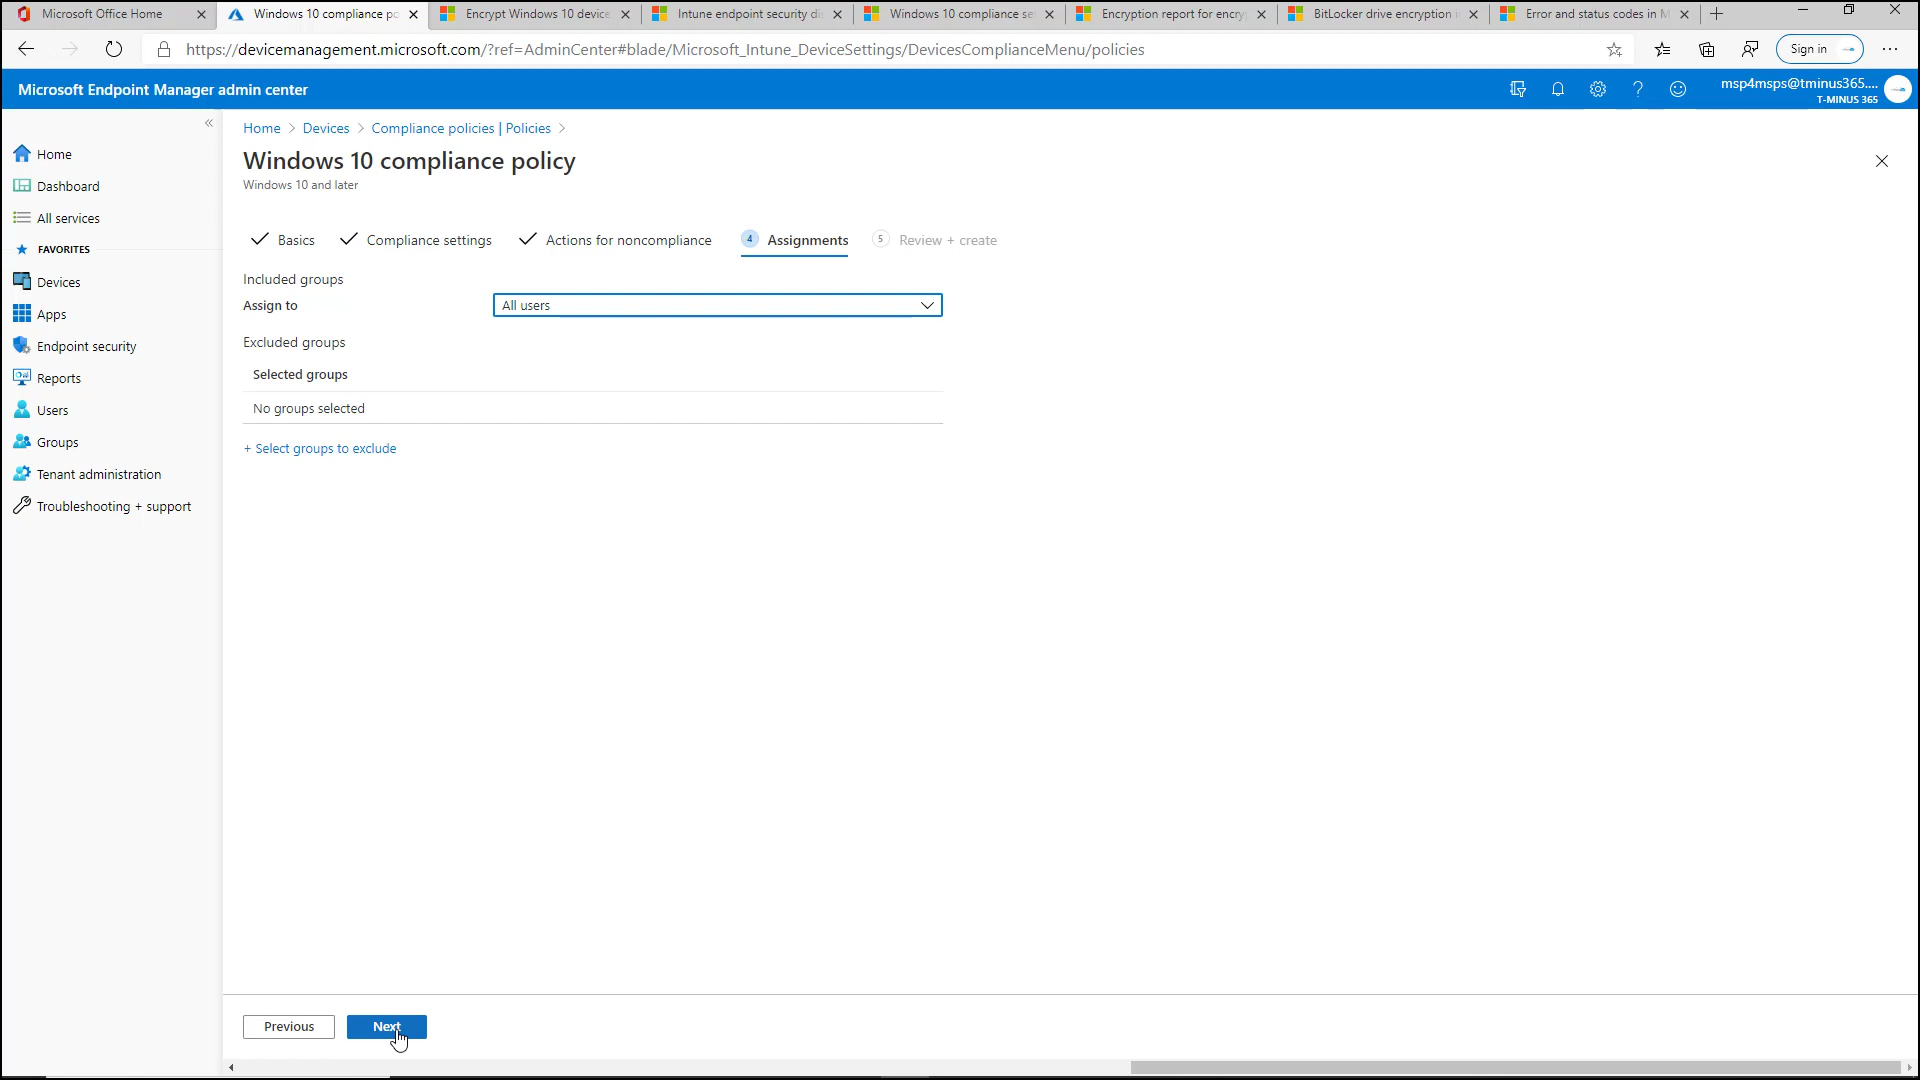 Microsoft Office Home
Windows 10 compliance po
Encrypt Windows 10 device
Intune endpoint security di
Windows 10 compliance se
Encryption report for encry
BitLocker drive encryption i
Error and status codes in M
https://devicemanagement.microsoft.com/?ref=AdminCenter#blade/Microsoft_Intune_DeviceSettings/DevicesComplianceMenu/policies
Sign in
Microsoft Endpoint Manager admin center
msp4msps@tminus365....
T-MINUS 365
Home
Dashboard
All services
FAVORITES
Devices
Apps
Endpoint security
Reports
Users
Groups
Tenant administration
Troubleshooting + support
Home > Devices > Compliance policies | Policies >
Windows 10 compliance policy
Windows 10 and later
Basics
Compliance settings
Actions for noncompliance
4 Assignments
5 Review + create
Included groups
Assign to
All users
Excluded groups
Selected groups
No groups selected
+ Select groups to exclude
Previous
Next